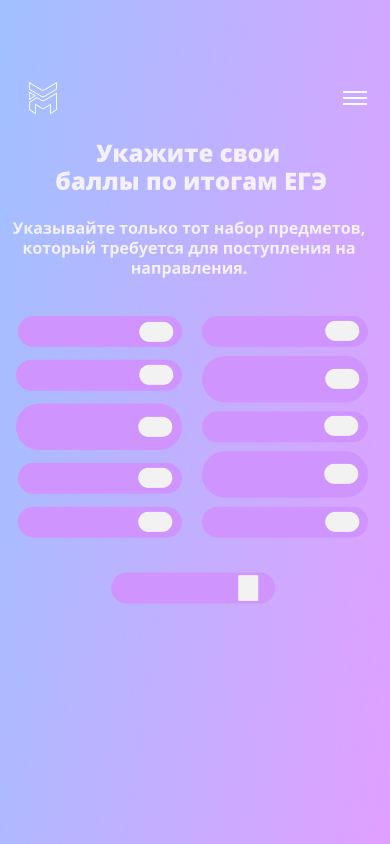 Укажите свои
баллы по итогам ЕГЭ
Указывайте только тот набор предметов,
который требуется для поступления на
направления.